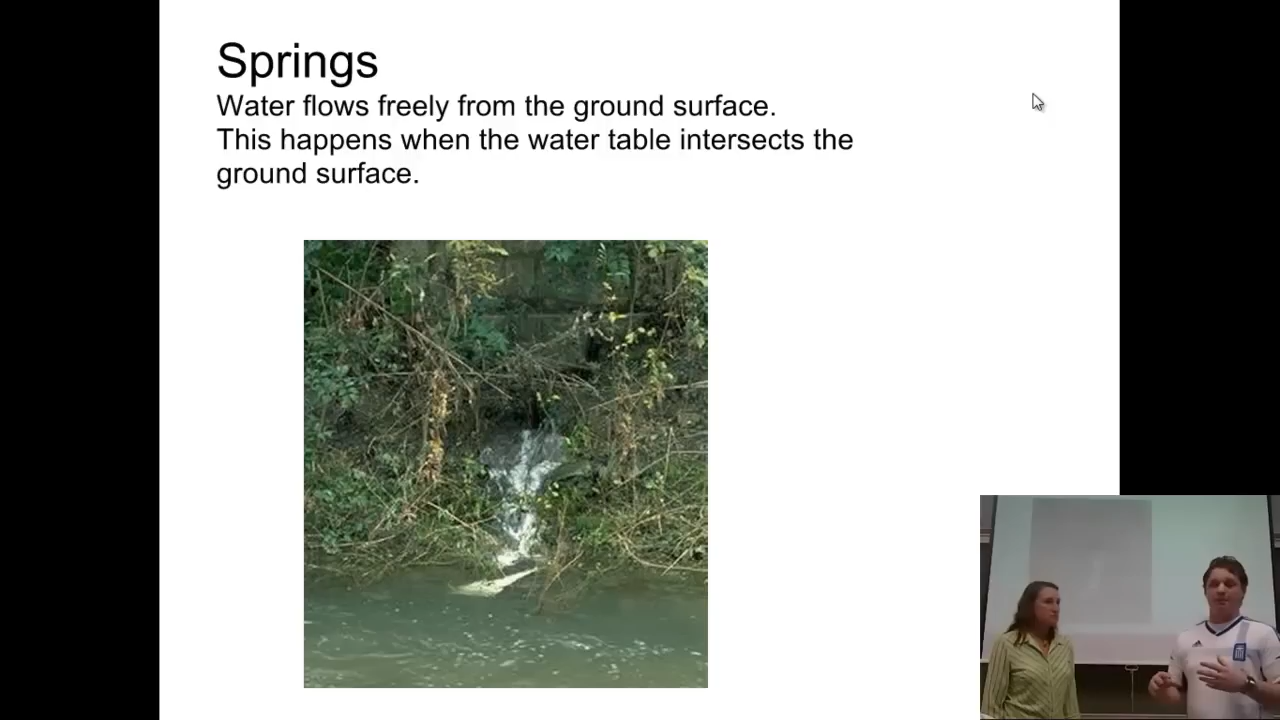 Springs
Water flows freely from the ground surface.
This happens when the water table intersects the
ground surface.